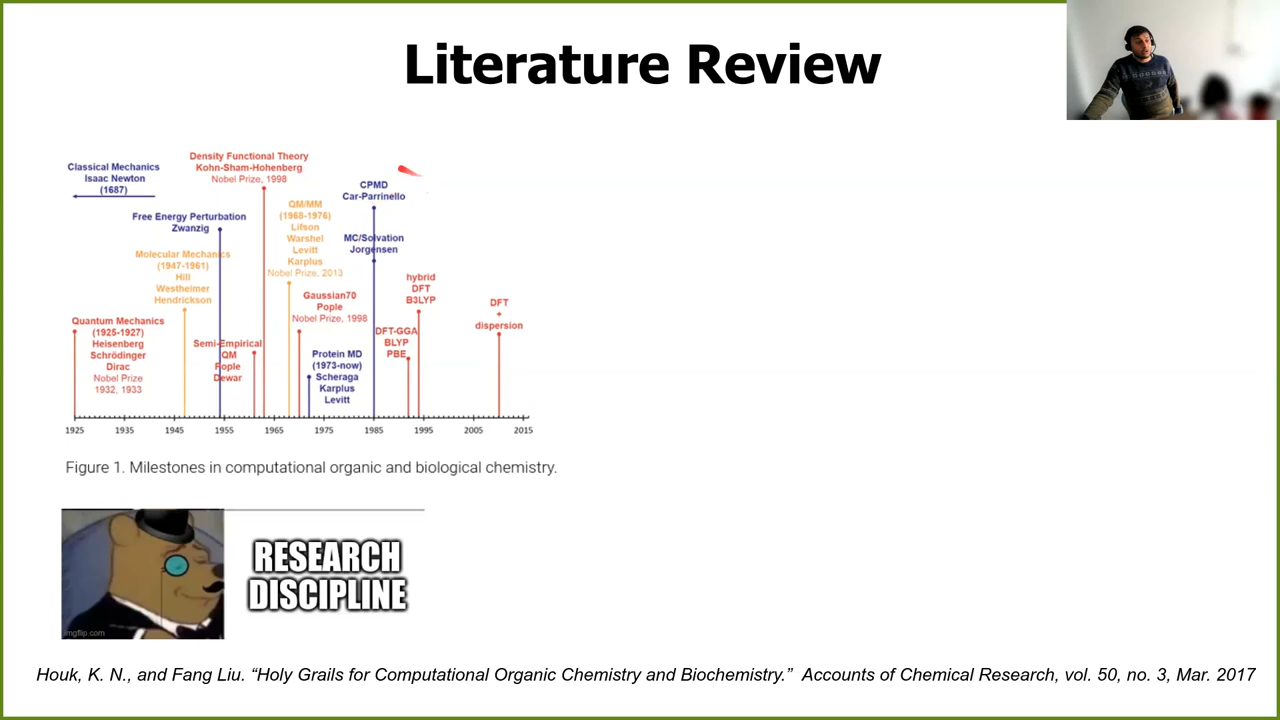 Literature Review
Classical Mechanics
Isaac Newton
(1687)
Density Functional Theory
Kohn-Sham-Hohenberg
Nobel Prize, 1998
CPMD
Car-Parrinello
Free Energy Perturbation
Zwanzig
QM/MM
(1968-1976)
Lifson
Warshel
Levitt
Karplus
Nobel Prize, 2013
MC/Solvation
Jorgensen
Molecular Mechanics
(1947-1961)
Hill
Westheimer
Hendrickson
hybrid
DFT
B3LYP
Gaussian70
Pople
Nobel Prize, 1998
DFT
+
dispersion
Quantum Mechanics
(1925-1927)
Heisenberg
Schrödinger
Dirac
Nobel Prize
1932, 1933
Semi-Empirical
QM
Pople
Dewar
DFT-GGA
BLYP
PBE
Protein MD
(1973-now)
Scheraga
Karplus
Levitt
1925 1935 1945 1955 1965 1975 1985 1995 2005 2015
Figure 1. Milestones in computational organic and biological chemistry.
RESEARCH
DISCIPLINE
imgflip.com
Houk, K. N., and Fang Liu. “Holy Grails for Computational Organic Chemistry and Biochemistry.” Accounts of Chemical Research, vol. 50, no. 3, Mar. 2017